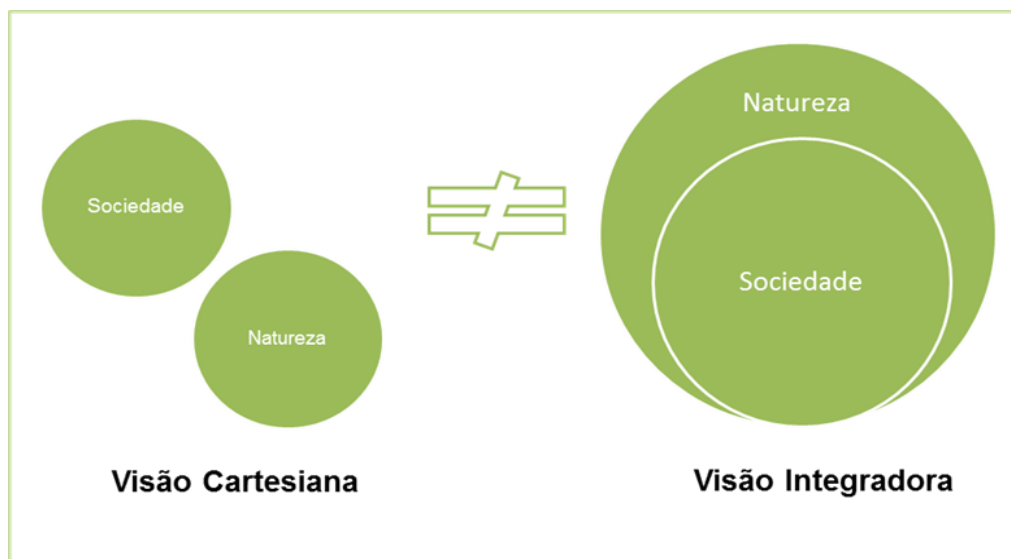 Sociedade
Natureza
Visão Cartesiana
≠
Natureza
Sociedade
Visão Integradora